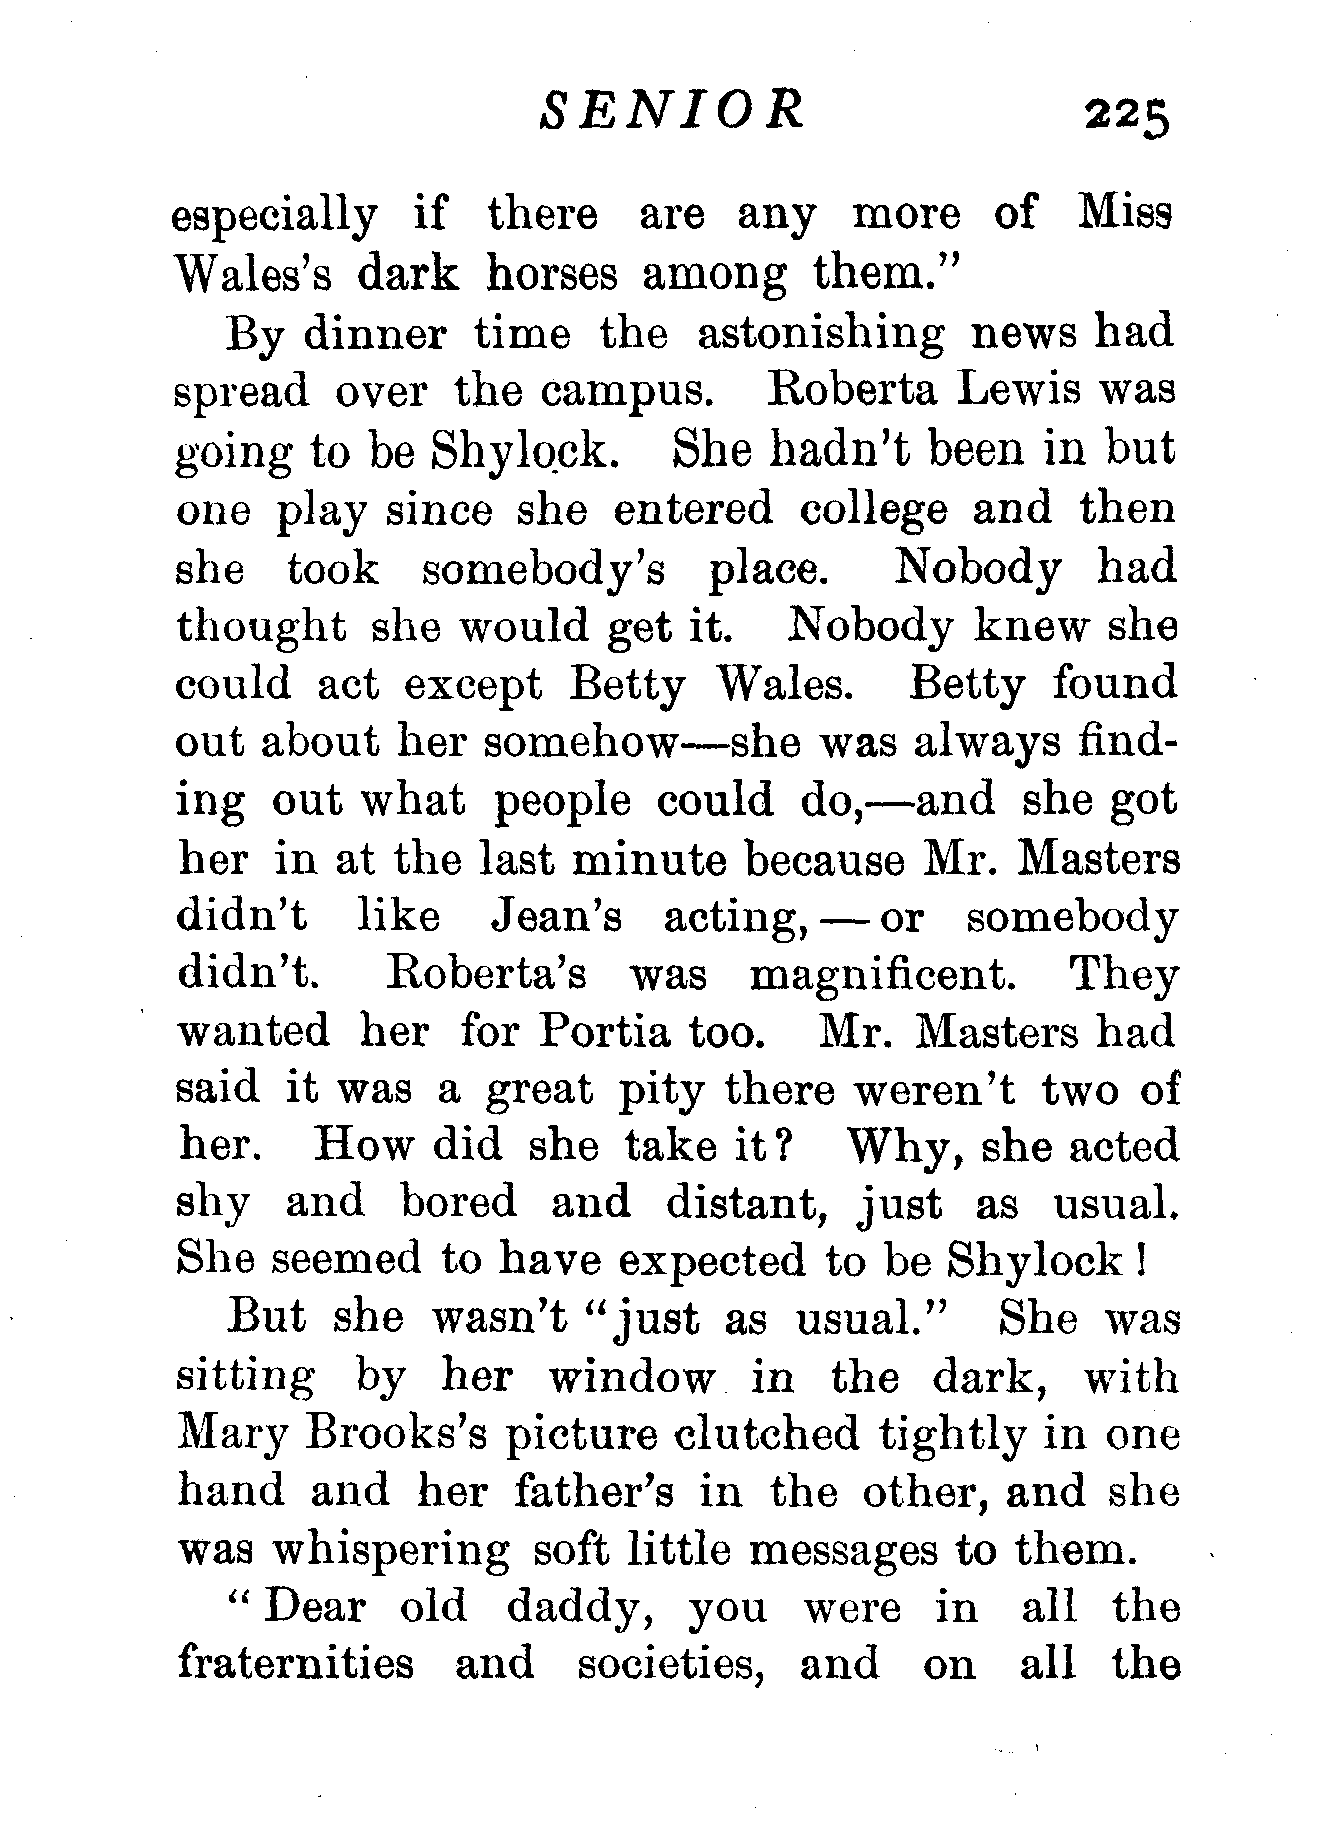 SENIOR 225
especially if there are any more of Miss
Wales's dark horses among them."
By dinner time the astonishing news had
spread over the campus. Roberta Lewis was
going to be Shylock. She hadn't been in but
one play since she entered college and then
she took somebody's place. Nobody had
thought she would get it. Nobody knew she
could act except Betty Wales. Betty found
out about her somehow—she was always find-
ing out what people could do,—and she got
her in at the last minute because Mr. Masters
didn't like Jean's acting,—or somebody
didn't. Roberta's was magnificent. They
wanted her for Portia too. Mr. Masters had
said it was a great pity there weren't two of
her. How did she take it? Why, she acted
shy and bored and distant, just as usual.
She seemed to have expected to be Shylock!
But she wasn't "just as usual." She was
sitting by her window in the dark, with
Mary Brooks's picture clutched tightly in one
hand and her father's in the other, and she
was whispering soft little messages to them.
"Dear old daddy, you were in all the
fraternities and societies, and on all the